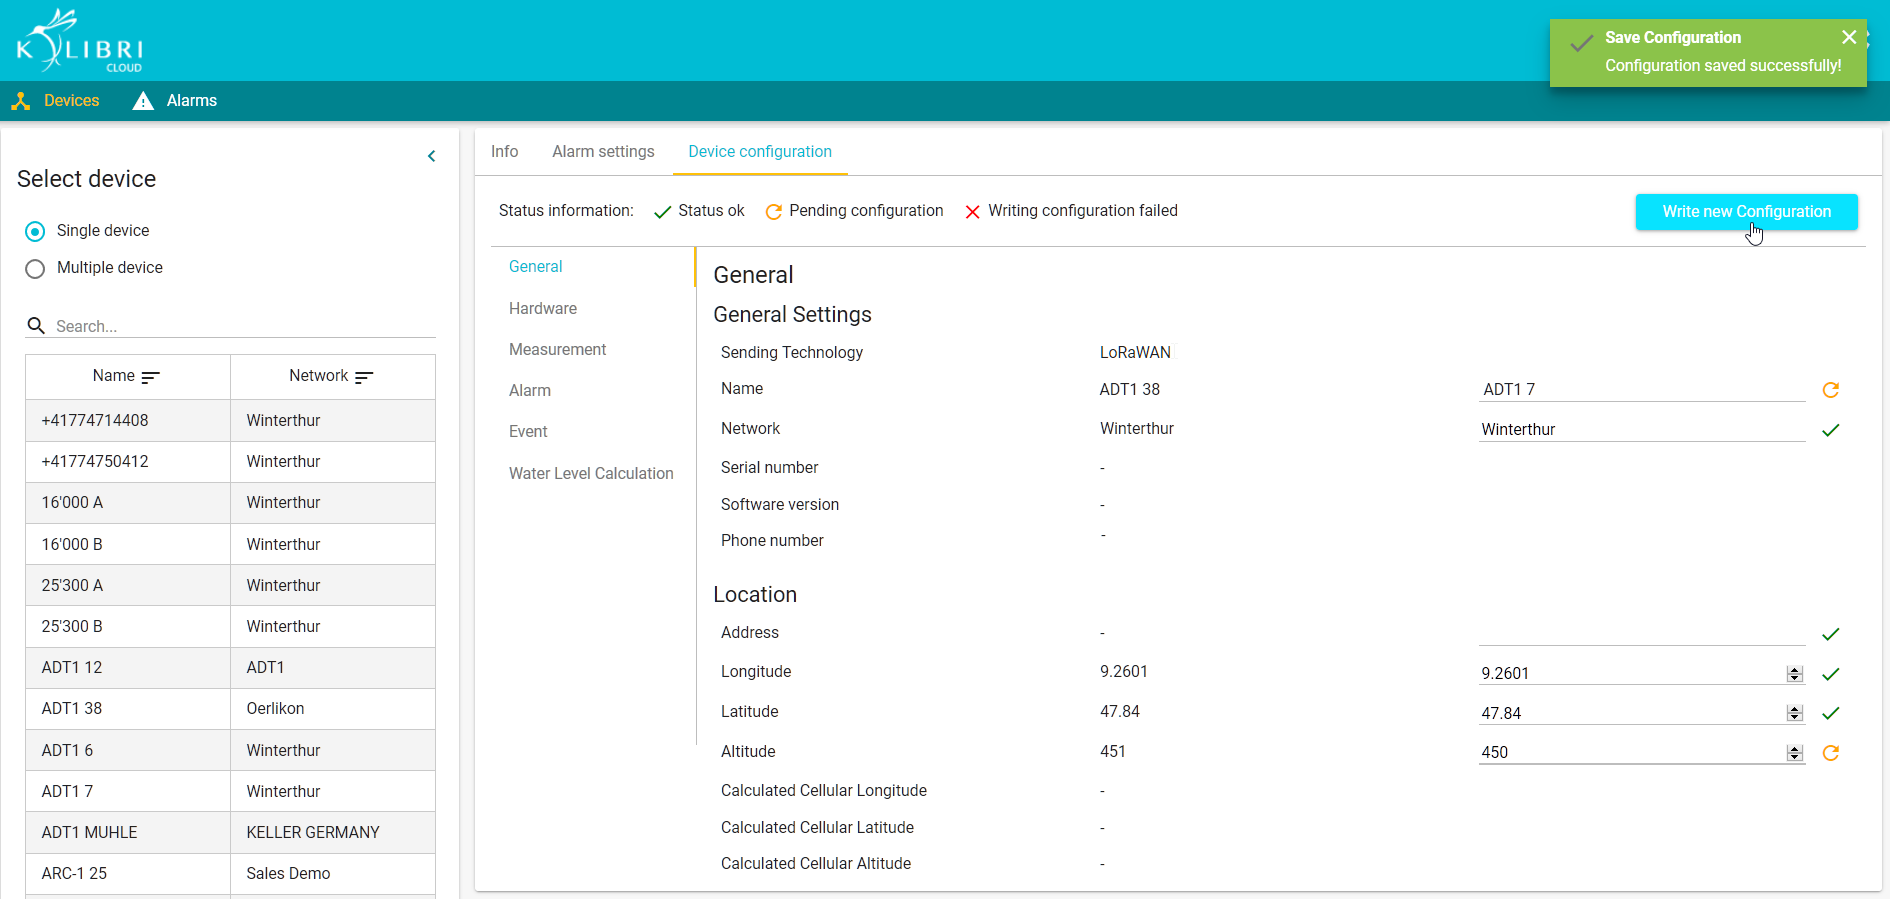 KOLIBRI
CLOUD
Save Configuration
Configuration saved successfully!
Devices
Alarms
Select device
Single device
Multiple device
Search...
Name Network
+41774714408 Winterthur
+41774750412 Winterthur
16'000 A Winterthur
16'000 B Winterthur
25'300 A Winterthur
25'300 B Winterthur
ADT1 12 ADT1
ADT1 38 Oerlikon
ADT1 6 Winterthur
ADT1 7 Winterthur
ADT1 MUHLE KELLER GERMANY
ARC-1 25 Sales Demo
Info Alarm settings Device configuration
Status information: Status ok Pending configuration Writing configuration failed
Write new Configuration
General
Hardware
Measurement
Alarm
Event
Water Level Calculation
General
General Settings
Sending Technology LoRaWAN
Name ADT1 38 ADT1 7
Network Winterthur Winterthur
Serial number -
Software version -
Phone number -
Location
Address -
Longitude 9.2601 9.2601
Latitude 47.84 47.84
Altitude 451 450
Calculated Cellular Longitude -
Calculated Cellular Latitude -
Calculated Cellular Altitude -